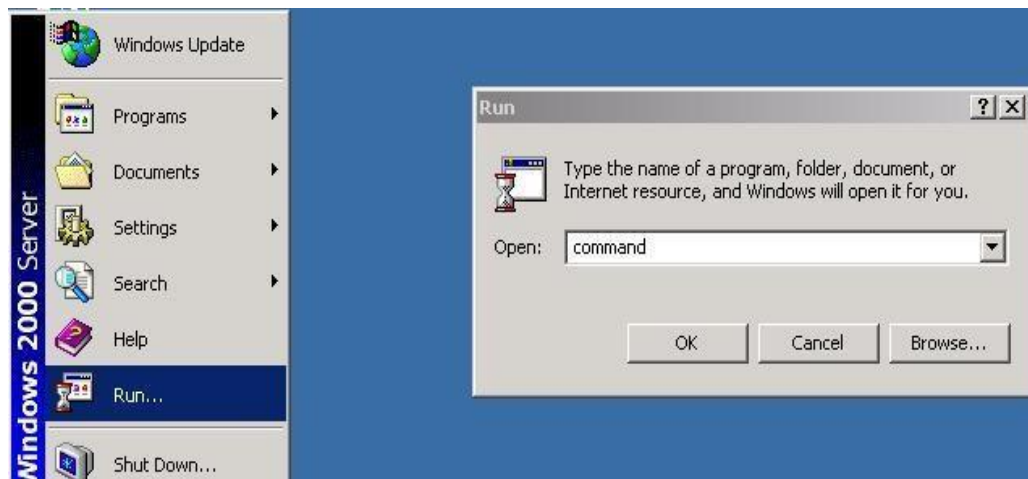 Windows 2000 Server
Windows Update
Programs
Documents
Settings
Search
Help
Run...
Shut Down...
Run
Type the name of a program, folder, document, or
Internet resource, and Windows will open it for you.
Open: command
OK Cancel Browse...